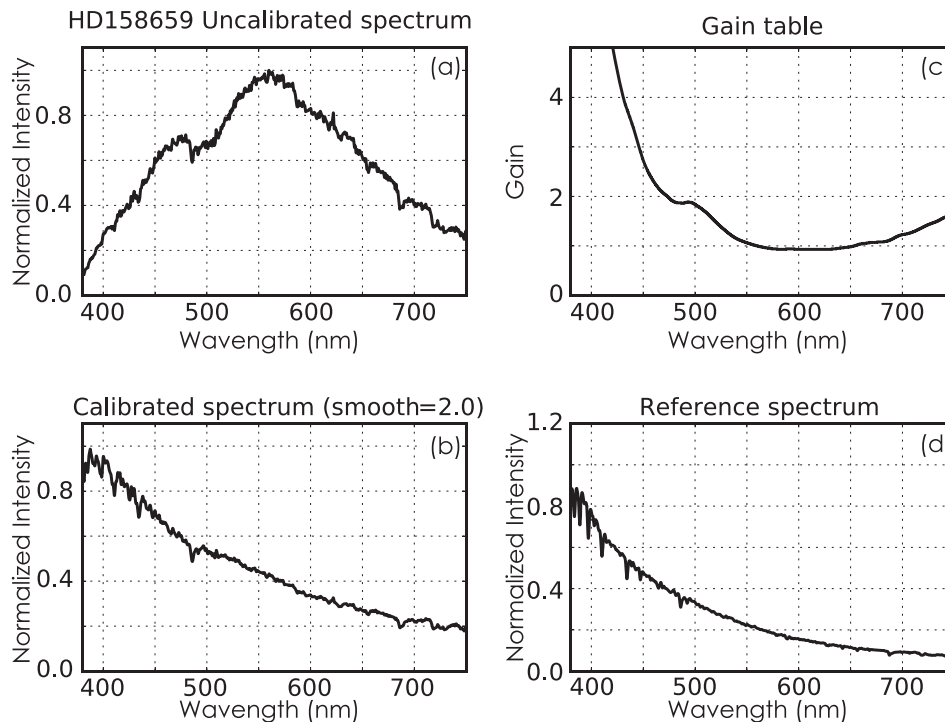 HD158659 Uncalibrated spectrum
(a)
Normalized Intensity
0.8
0.4
0.0
400 500 600 700
Wavength (nm)
Gain table
(c
Gain
4
2
0
400 500 600 700
Wavength (nm)
Calibrated spectrum (smooth=2.0)
(b)
Normalized Intensity
0.8
0.4
0.0
400 500 600 700
Wavength (nm)
Reference spectrum
(d
Normalized Intensity
1.2
0.8
0.4
0.0
400 500 600 700
Wavength (nm)